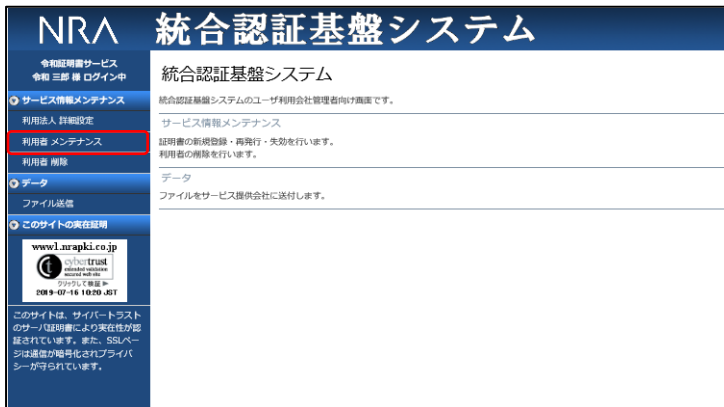 NRA
統合認証基盤システム
令和証明書サービス
令和 三郎 様 ログイン中
サービス情報メンテナンス
利用法人 詳細設定
利用者 メンテナンス
利用者 削除
データ
ファイル送信
このサイトの実在証明
www1.nrapki.co.jp
cybertrust
extended validation
secured web site
クリックして検証
2019-07-16 10:20 JST
このサイトは、サイバートラスト
のサーバ証明書により実在性が認
証されています。また、SSLペー
ジは通信が暗号化されプライバ
シーが守られています。
統合認証基盤システム
統合認証基盤システムのユーザ利用会社管理者向け画面です。
サービス情報メンテナンス
証明書の新規登録・再発行・失効を行います。
利用者の削除を行います。
データ
ファイルをサービス提供会社に送付します。